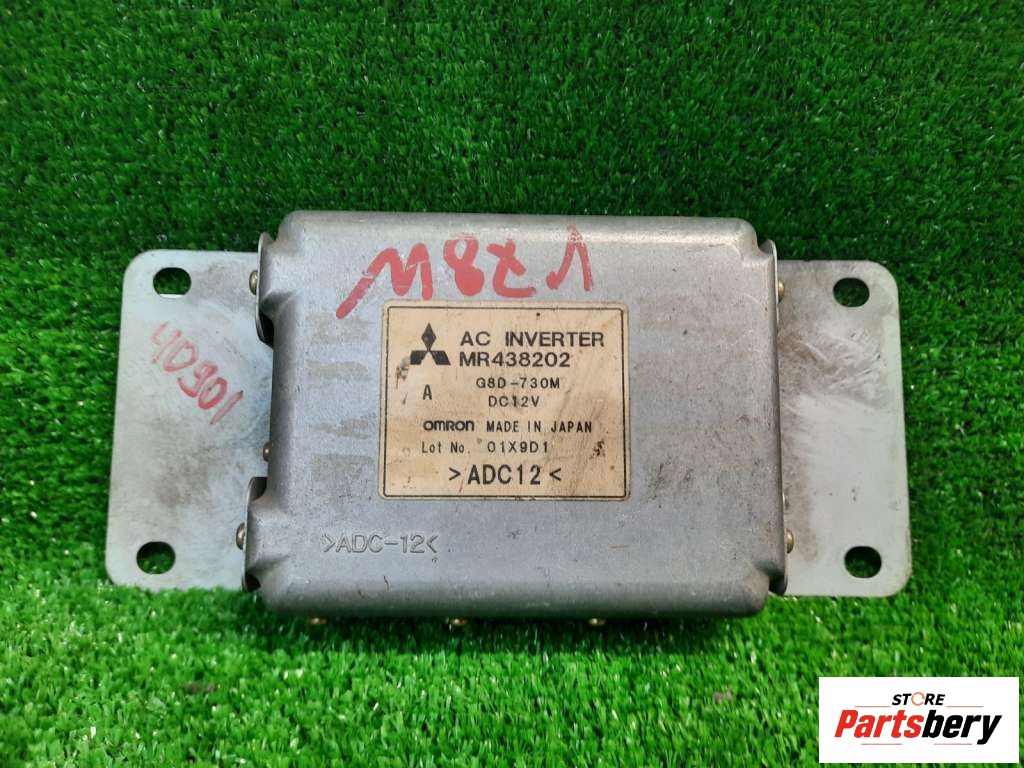 M8Z1
40901
AC INVERTER
MR438202
A
G8D-730M
DC12V
OMRON MADE IN JAPAN
Lot No. 01X9D1
>ADC12<
>ADC-12<
STORE
Partsbery